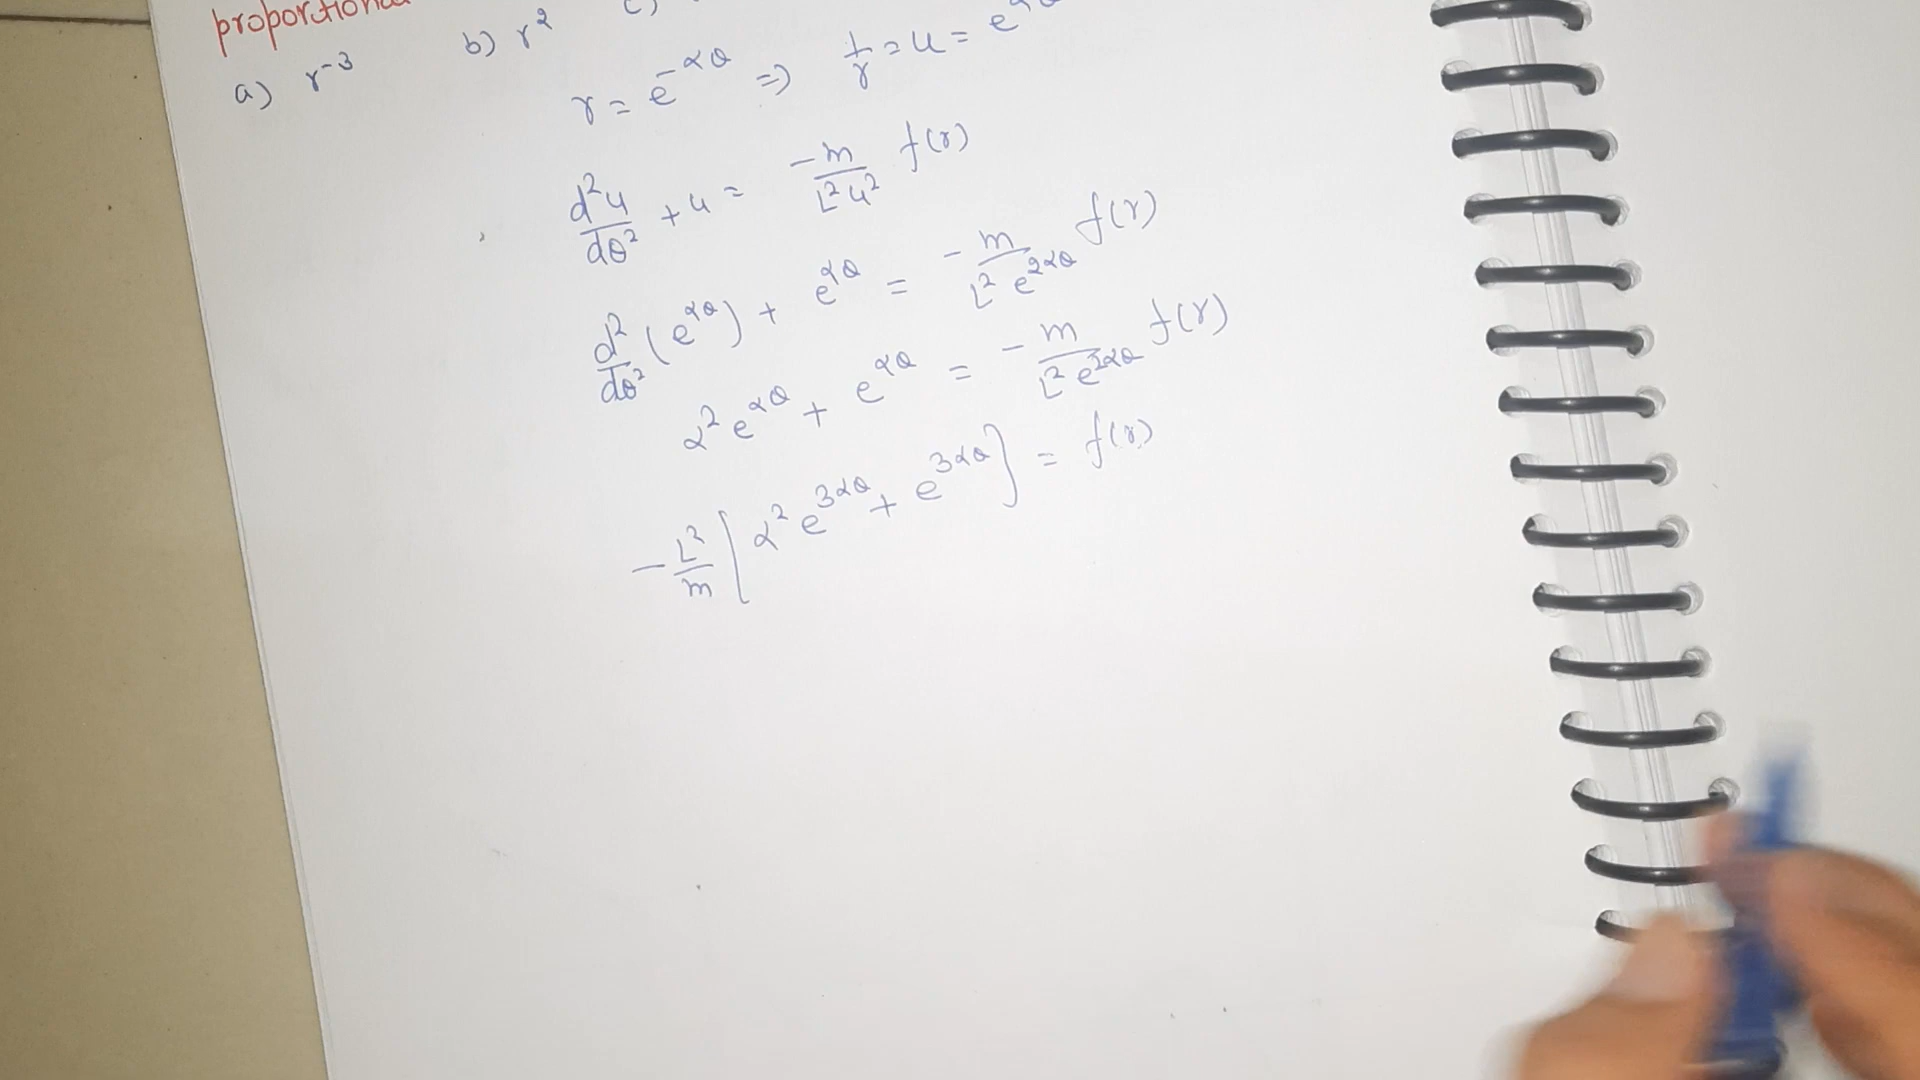 proportional
a) r⁻³ b) r² c)
r = e^-αθ => 1/r = u = e^αθ
d²u/dθ² + u = -m/L²u² f(r)
d²/dθ² (e^αθ) + e^αθ = -m/L² e^2αθ f(r)
α² e^αθ + e^αθ = -m/L² e^2αθ f(r)
-L²/m [α² e^3αθ + e^3αθ] = f(r)